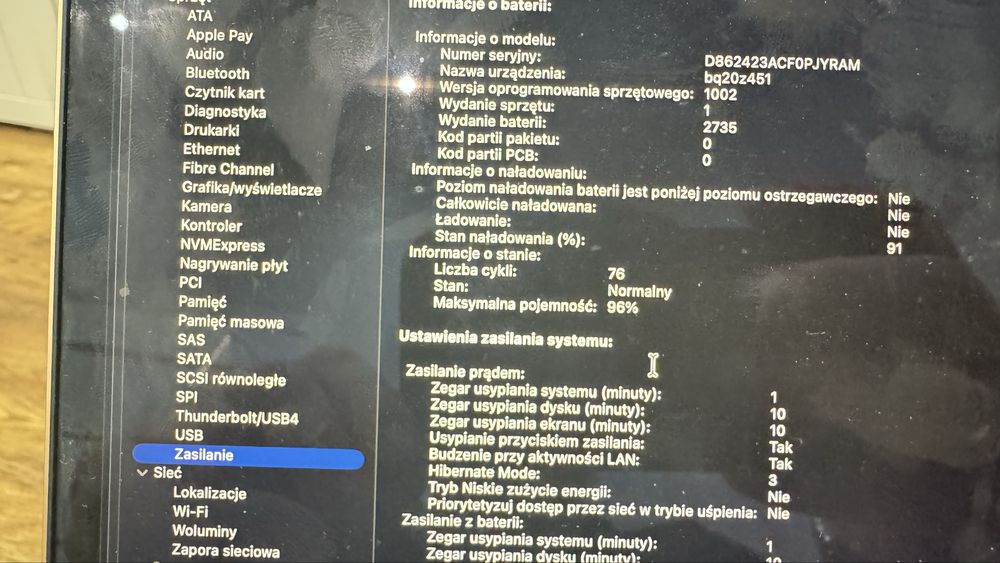 Sprzęt
ATA
Apple Pay
Audio
Bluetooth
Czytnik kart
Diagnostyka
Drukarki
Ethernet
Fibre Channel
Grafika/wyświetlacze
Kamera
Kontroler
NVMExpress
Nagrywanie płyt
PCI
Pamięć
Pamięć masowa
SAS
SATA
SCSI równoległe
SPI
Thunderbolt/USB4
USB
Zasilanie
Sieć
Lokalizacje
Wi-Fi
Woluminy
Zapora sieciowa
Informacje o baterii:
Informacje o modelu:
Numer seryjny: D862423ACF0PJYRAM
Nazwa urządzenia: bq20z451
Wersja oprogramowania sprzętowego: 1002
Wydanie sprzętu: 1
Wydanie baterii: 2735
Kod partii pakietu: 0
Kod partii PCB: 0
Informacje o naładowaniu:
Poziom naładowania baterii jest poniżej poziomu ostrzegawczego: Nie
Całkowicie naładowana: Nie
Ładowanie: Nie
Stan naładowania (%): 91
Informacje o stanie:
Liczba cykli: 76
Stan: Normalny
Maksymalna pojemność: 96%
Ustawienia zasilania systemu:
Zasilanie prądem:
Zegar usypiania systemu (minuty): 1
Zegar usypiania dysku (minuty): 10
Zegar usypiania ekranu (minuty): 10
Usypianie przyciskiem zasilania: Tak
Budzenie przy aktywności LAN: Tak
Hibernate Mode: 3
Tryb Niskie zużycie energii: Nie
Priorytetyzuj dostęp przez sieć w trybie uśpienia: Nie
Zasilanie z baterii:
Zegar usypiania systemu (minuty): 1
Zegar usypiania dysku (minuty): 10